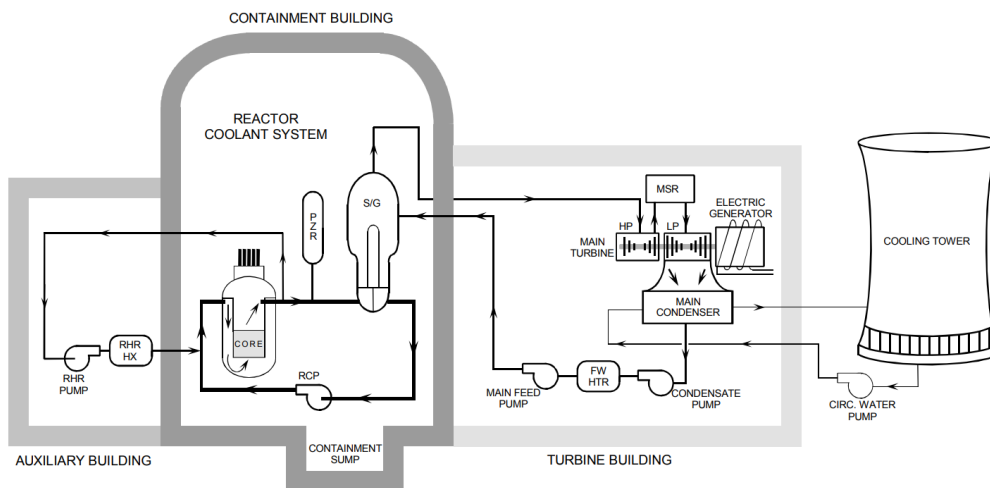 CONTAINMENT BUILDING
REACTOR
COOLANT SYSTEM
P
Z
R
S/G
MSR
ELECTRIC
GENERATOR
HP
LP
MAIN
TURBINE
COOLING TOWER
MAIN
CONDENSER
CORE
RHR
HX
RHR
PUMP
RCP
FW
HTR
MAIN FEED
PUMP
CONDENSATE
PUMP
CIRC. WATER
PUMP
CONTAINMENT
SUMP
AUXILIARY BUILDING
TURBINE BUILDING